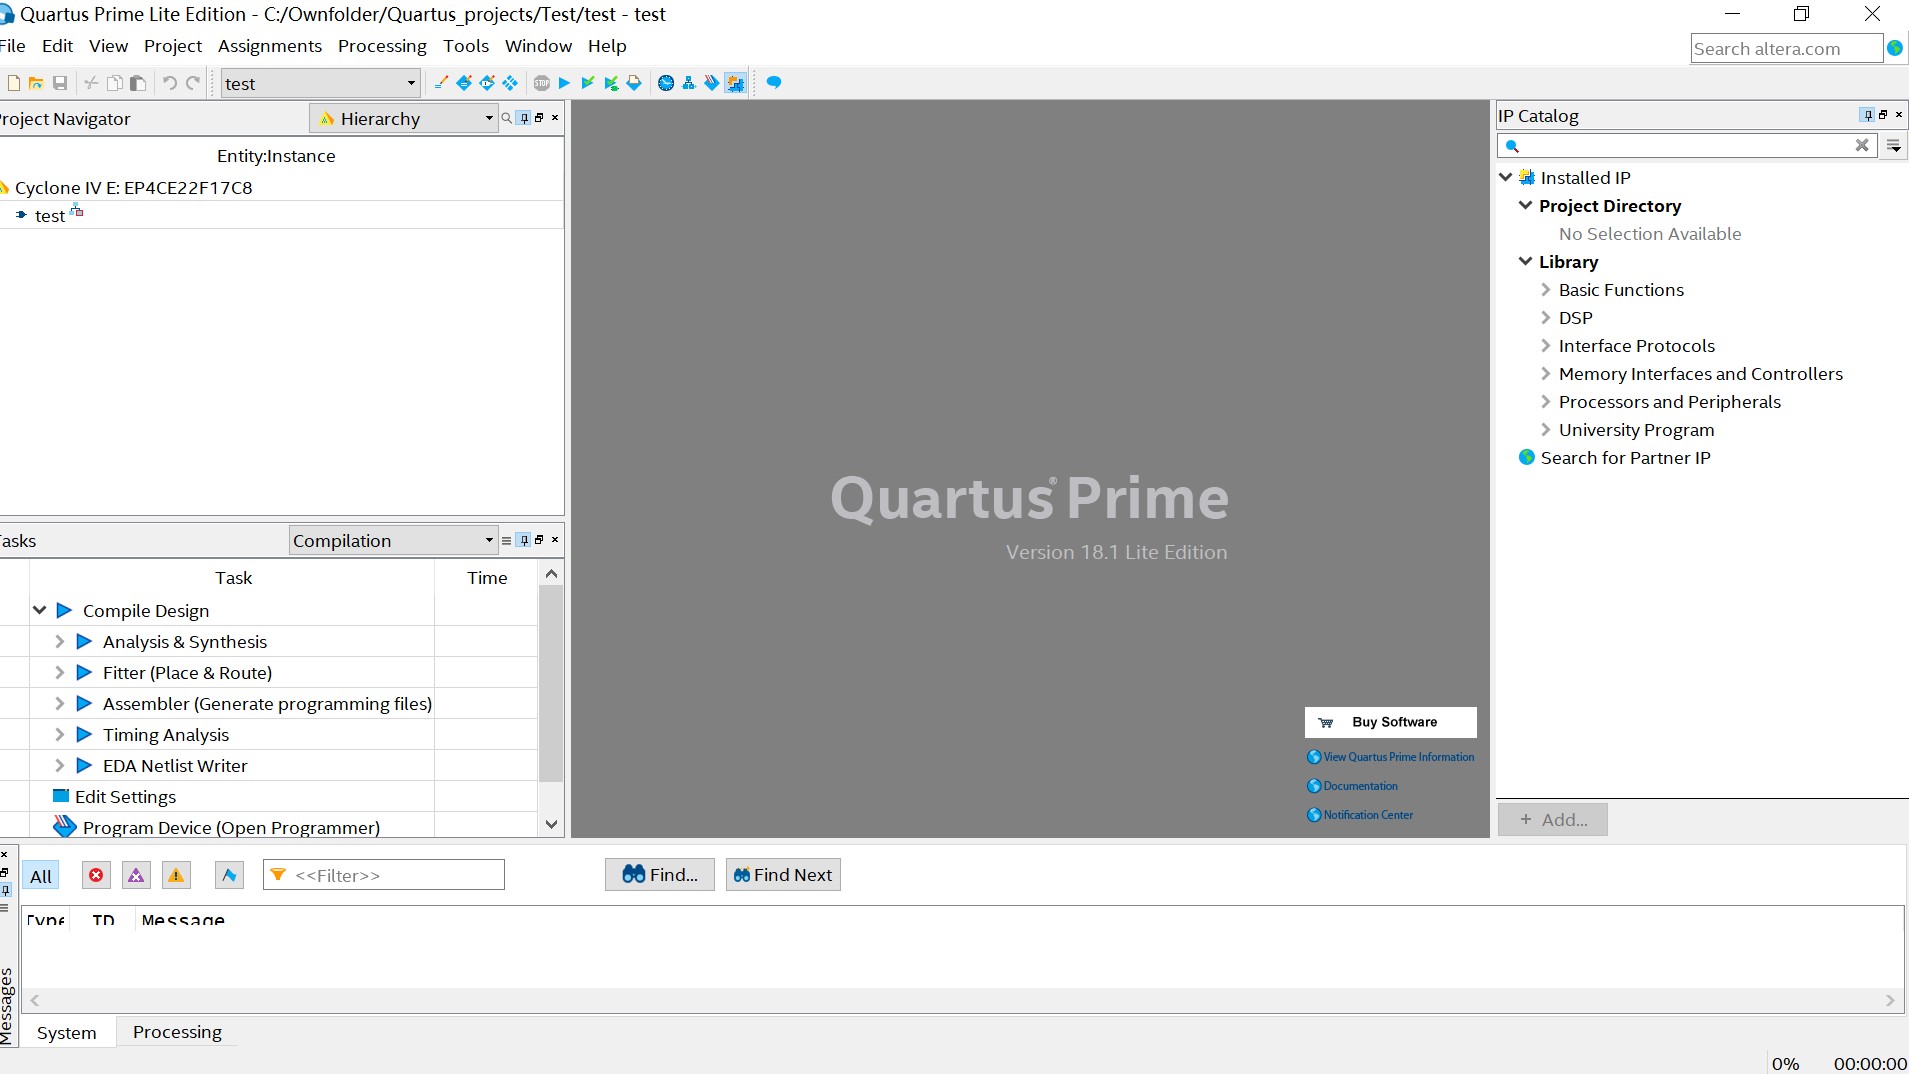 Quartus Prime Lite Edition - C:/Ownfolder/Quartus_projects/Test/test - test
File Edit View Project Assignments Processing Tools Window Help
Search altera.com
test
Project Navigator
Hierarchy
Entity:Instance
Cyclone IV E: EP4CE22F17C8
test
Tasks
Compilation
Task Time
Compile Design
Analysis & Synthesis
Fitter (Place & Route)
Assembler (Generate programming files)
Timing Analysis
EDA Netlist Writer
Edit Settings
Program Device (Open Programmer)
Quartus® Prime
Version 18.1 Lite Edition
Buy Software
View Quartus Prime Information
Documentation
Notification Center
IP Catalog
Installed IP
Project Directory
No Selection Available
Library
Basic Functions
DSP
Interface Protocols
Memory Interfaces and Controllers
Processors and Peripherals
University Program
Search for Partner IP
+ Add...
All
<<Filter>>
Find...
Find Next
Type ID Message
Messages
System Processing
0% 00:00:00